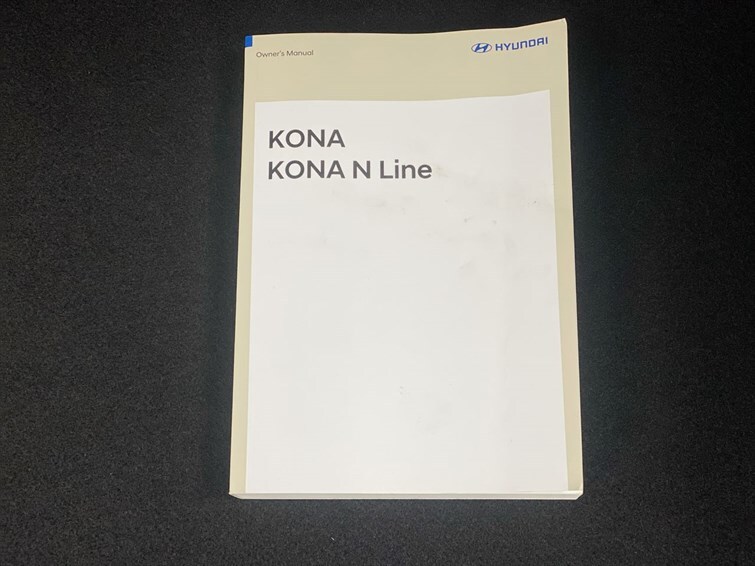 Owner's Manual
HYUNDAI
KONA
KONA N Line